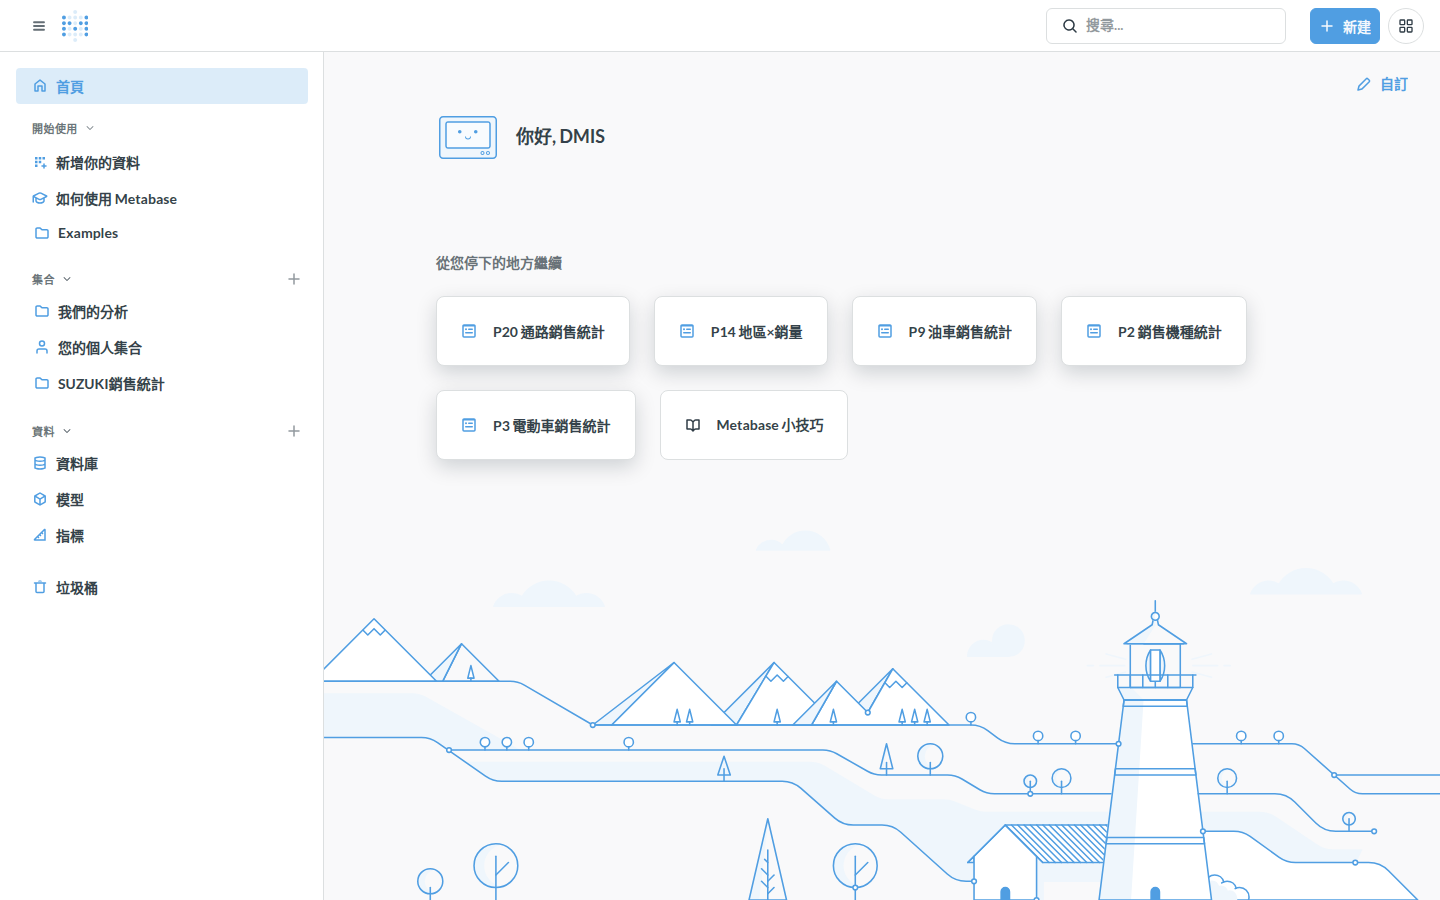 搜尋...
新建
首頁
自訂
開始使用
你好, DMIS
新增你的資料
如何使用 Metabase
Examples
從您停下的地方繼續
集合
我們的分析
P20 通路銷售統計
P14 地區×銷量
P9 油車銷售統計
P2 銷售機種統計
您的個人集合
SUZUKI銷售統計
P3 電動車銷售統計
Metabase 小技巧
資料
資料庫
模型
指標
垃圾桶